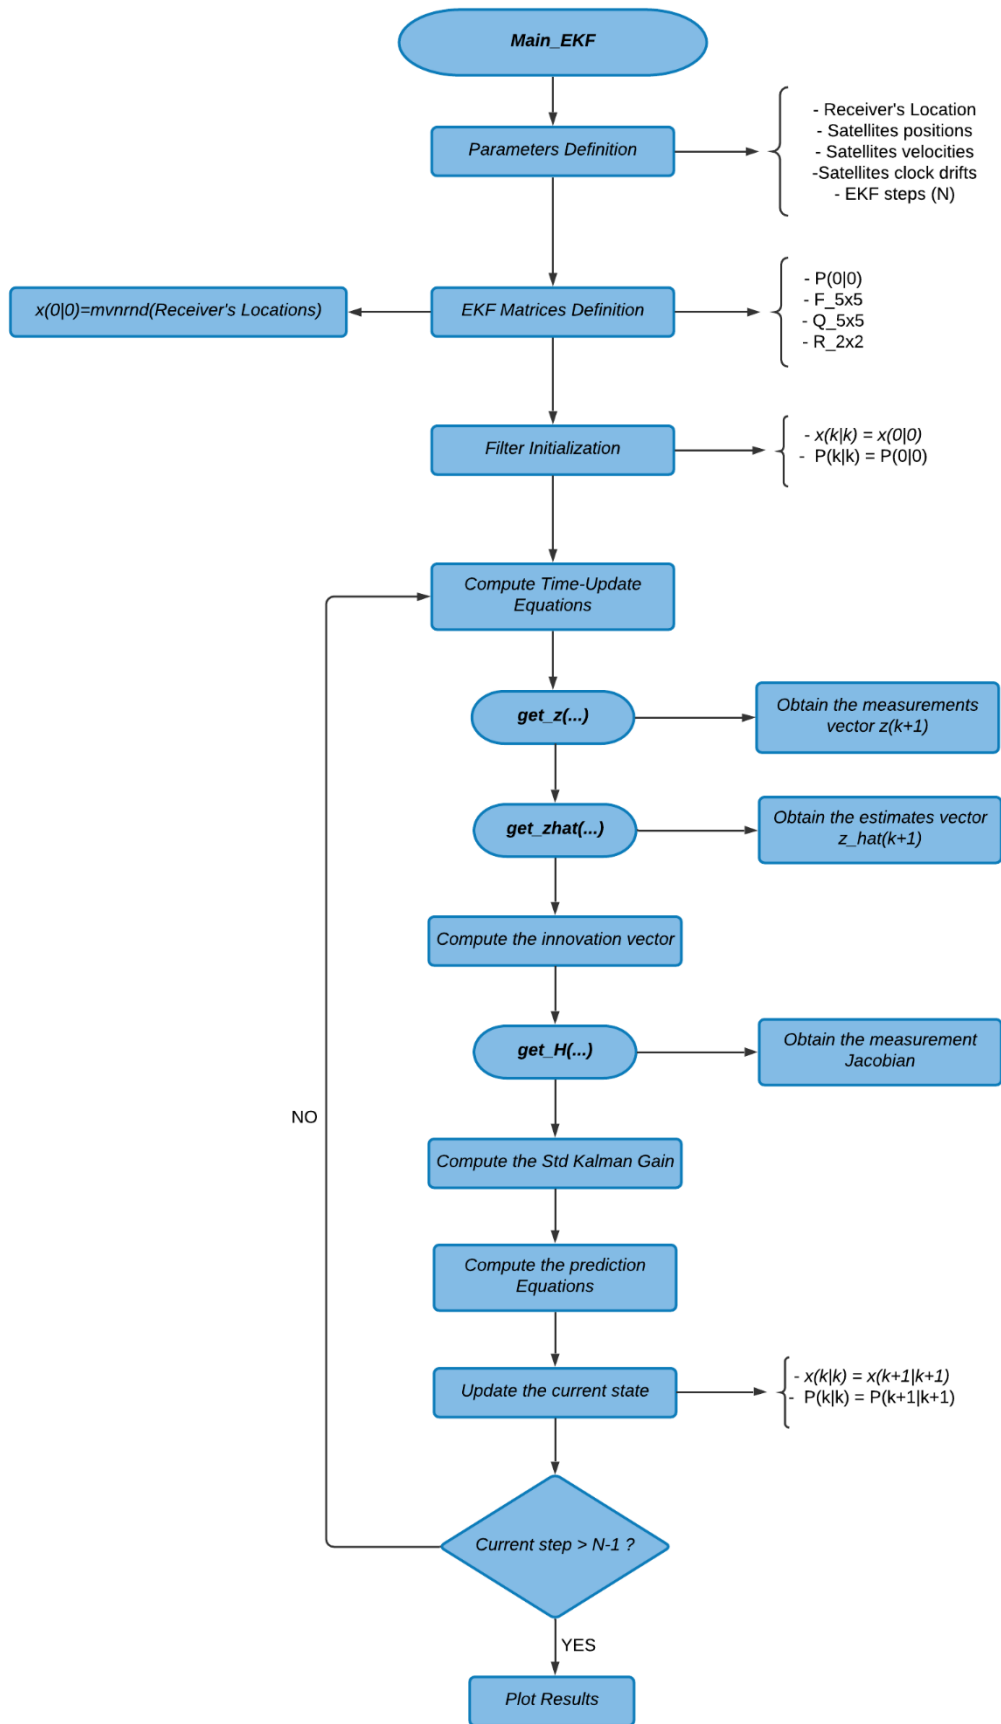 Main_EKF
Parameters Definition
- Receiver's Location
- Satellites positions
- Satellites velocities
-Satellites clock drifts
- EKF steps (N)
x(0|0)=mvnrnd(Receiver's Locations)
EKF Matrices Definition
- P(0|0)
- F_5x5
- Q_5x5
- R_2x2
Filter Initialization
- x(k|k) = x(0|0)
- P(k|k) = P(0|0)
Compute Time-Update
Equations
get_z(...)
Obtain the measurements
vector z(k+1)
get_zhat(...)
Obtain the estimates vector
z_hat(k+1)
Compute the innovation vector
get_H(...)
Obtain the measurement
Jacobian
NO
Compute the Std Kalman Gain
Compute the prediction
Equations
Update the current state
- x(k|k) = x(k+1|k+1)
- P(k|k) = P(k+1|k+1)
Current step > N-1 ?
YES
Plot Results